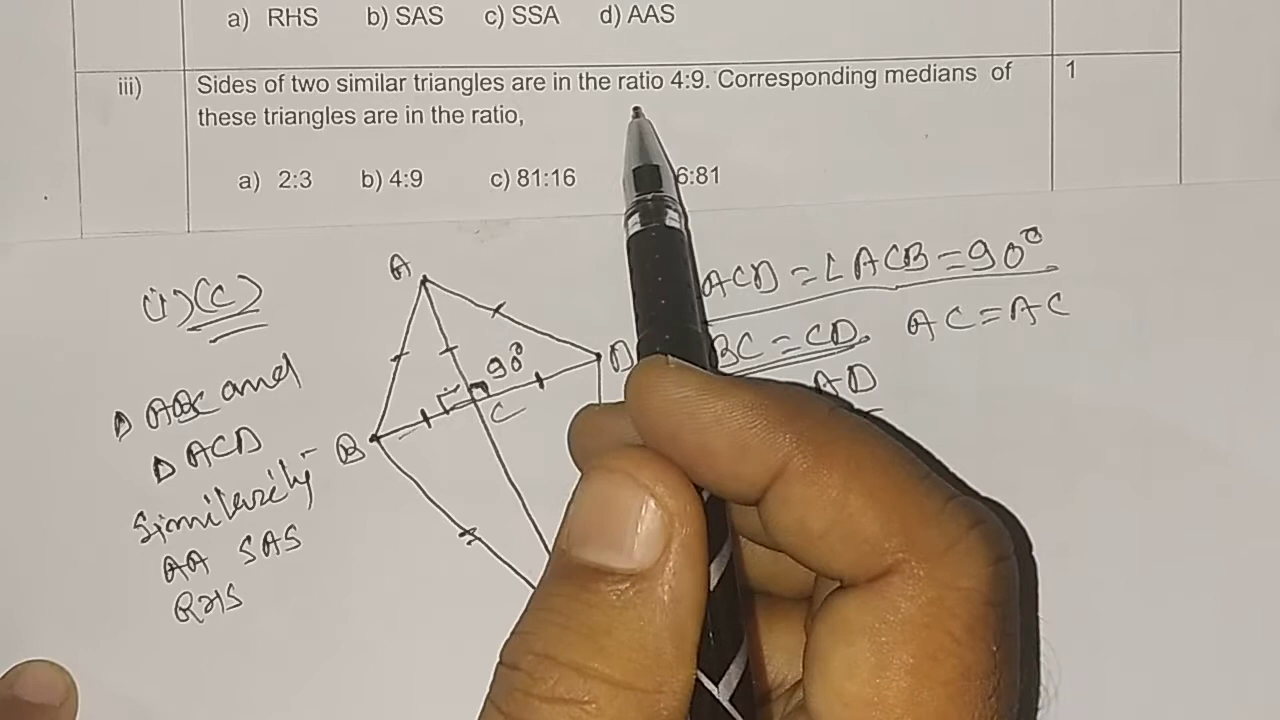 a) RHS b) SAS c) SSA d) AAS
iii) Sides of two similar triangles are in the ratio 4:9. Corresponding medians of 1
these triangles are in the ratio,
a) 2:3 b) 4:9 c) 81:16 6:81
A
ACD = ∠ACB = 90°
BC = CD AC = AC
AD
D
90°
C
B
(c)
and
Δ ACD
AA SAS
RHS